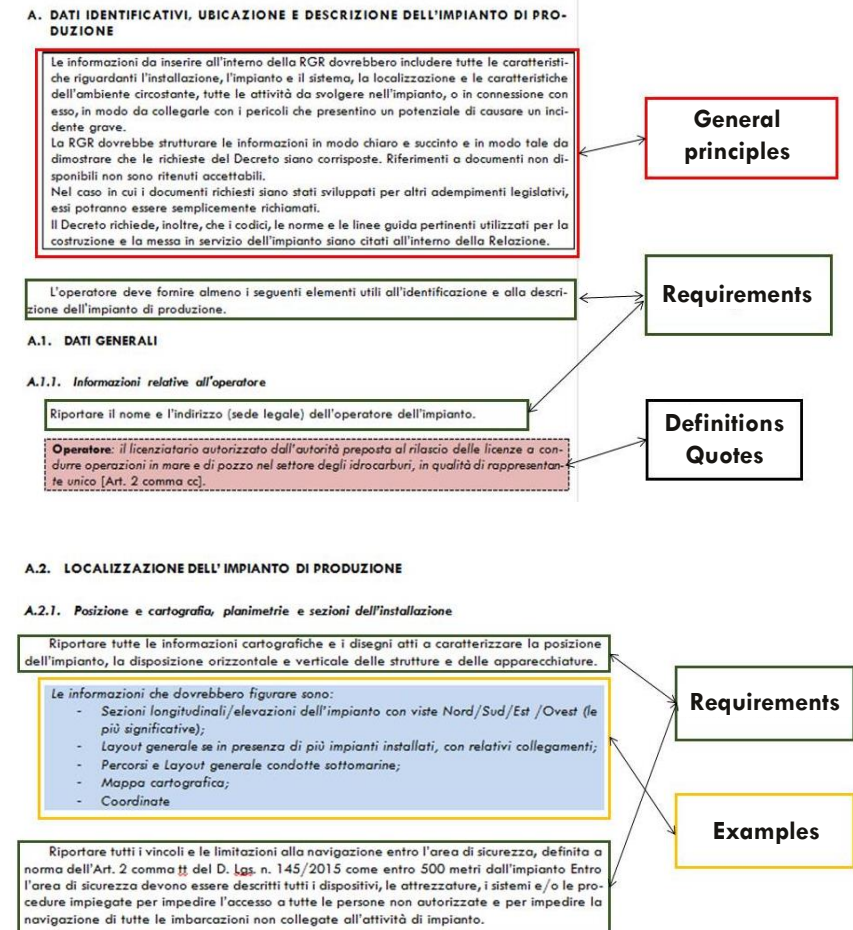 A. DATI IDENTIFICATIVI, UBICAZIONE E DESCRIZIONE DELL'IMPIANTO DI PRO-
DUZIONE
Le informazioni da inserire all'interno della RGR dovrebbero includere tutte le caratteristi-
che riguardanti l'installazione, l'impianto e il sistema, la localizzazione e le caratteristiche
dell'ambiente circostante, tutte le attività da svolgere nell'impianto, o in connessione con
esso, in modo da collegarle con i pericoli che presentino un potenziale di causare un inci-
dente grave.
La RGR dovrebbe strutturare le informazioni in modo chiaro e succinto e in modo tale da
dimostrare che le richieste del Decreto siano corrisposte. Riferimenti a documenti non di-
sponibili non sono ritenuti accettabili.
Nel caso in cui i documenti richiesti siano stati sviluppati per altri adempimenti legislativi,
essi potranno essere semplicemente richiamati.
Il Decreto richiede, inoltre, che i codici, le norme e le linee guida pertinenti utilizzati per la
costruzione e la messa in servizio dell'impianto siano citati all'interno della Relazione.
General
principles
L'operatore deve fornire almeno i seguenti elementi utili all'identificazione e alla descri-
zione dell'impianto di produzione.
Requirements
A.1. DATI GENERALI
A.1.1. Informazioni relative all'operatore
Riportare il nome e l'indirizzo (sede legale) dell'operatore dell'impianto.
Operatore: il licenziatario autorizzato dall'autorità preposta al rilascio delle licenze a con-
durre operazioni in mare e di pozzo nel settore degli idrocarburi, in qualità di rappresentan-
te unico [Art. 2 comma cc].
Definitions
Quotes
A.2. LOCALIZZAZIONE DELL' IMPIANTO DI PRODUZIONE
A.2.1. Posizione e cartografia, planimetrie e sezioni dell'installazione
Riportare tutte le informazioni cartografiche e i disegni atti a caratterizzare la posizione
dell'impianto, la disposizione orizzontale e verticale delle strutture e delle apparecchiature.
Requirements
Le informazioni che dovrebbero figurare sono:
- Sezioni longitudinali/elevazioni dell'impianto con viste Nord/Sud/Est /Ovest (le
più significative);
- Layout generale se in presenza di più impianti installati, con relativi collegamenti;
- Percorsi e Layout generale condotte sottomarine;
- Mappa cartografica;
- Coordinate
Examples
Riportare tutti i vincoli e le limitazioni alla navigazione entro l'area di sicurezza, definita a
norma dell'Art. 2 comma tt del D. Lgs. n. 145/2015 come entro 500 metri dall'impianto Entro
l'area di sicurezza devono essere descritti tutti i dispositivi, le attrezzature, i sistemi e/o le pro-
cedure impiegate per impedire l'accesso a tutte le persone non autorizzate e per impedire la
navigazione di tutte le imbarcazioni non collegate all'attività di impianto.